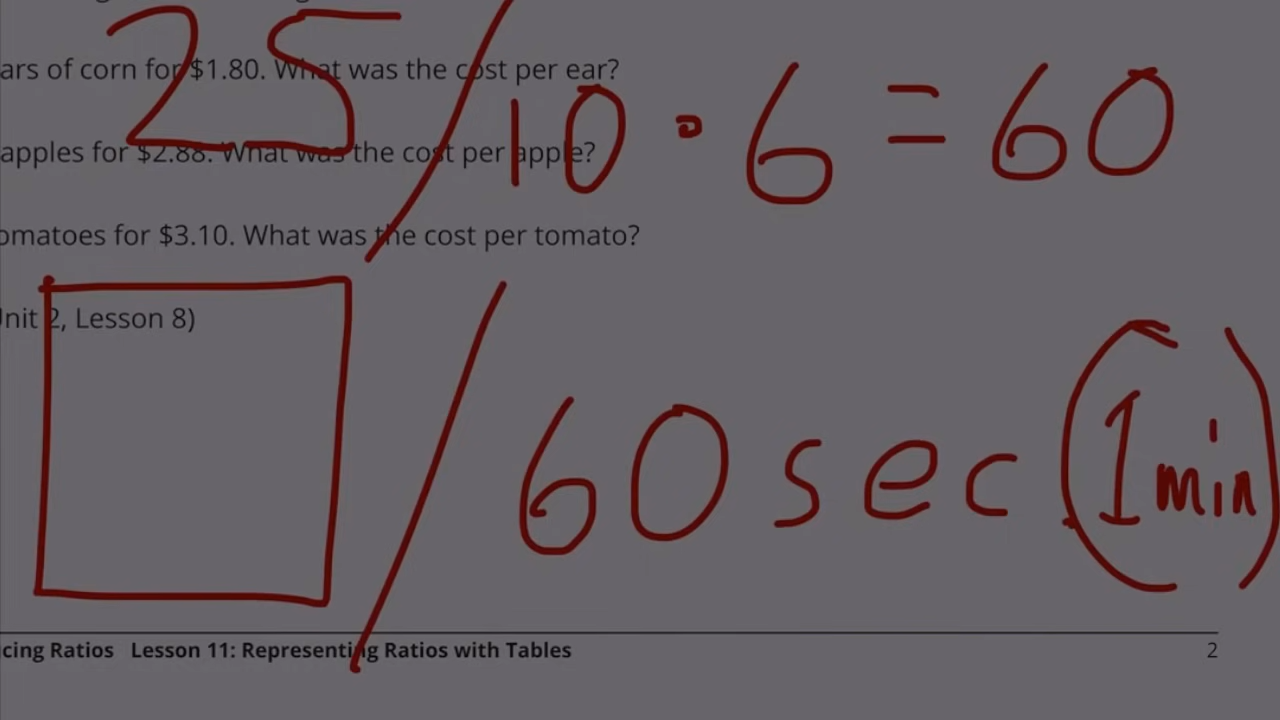 25/10 · 6 = 60
ars of corn for $1.80. What was the cost per ear?
apples for $2.88. What was the cost per apple?
omatoes for $3.10. What was the cost per tomato?
Unit 2, Lesson 8)
/60 sec (1 min)
cing Ratios Lesson 11: Representing Ratios with Tables 2